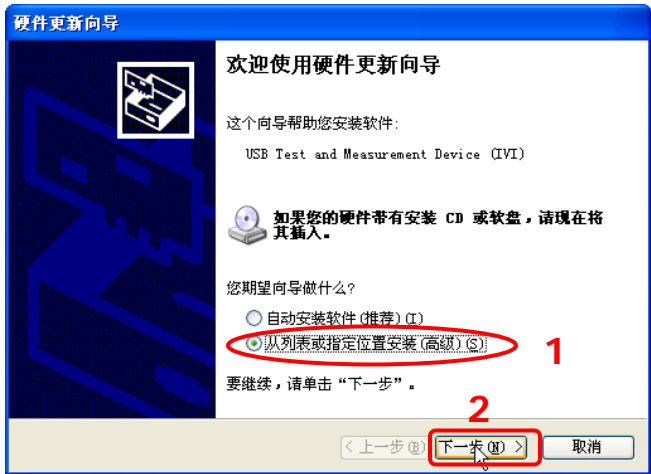 硬件更新向导
欢迎使用硬件更新向导
这个向导帮助您安装软件:
USB Test and Measurement Device (IVI)
如果您的硬件带有安装 CD 或软盘，请现在将
其插入。
您期望向导做什么?
自动安装软件(推荐)(I)
从列表或指定位置安装(高级)(S)
1
要继续，请单击“下一步”。
2
< 上一步(B) 下一步(N) > 取消